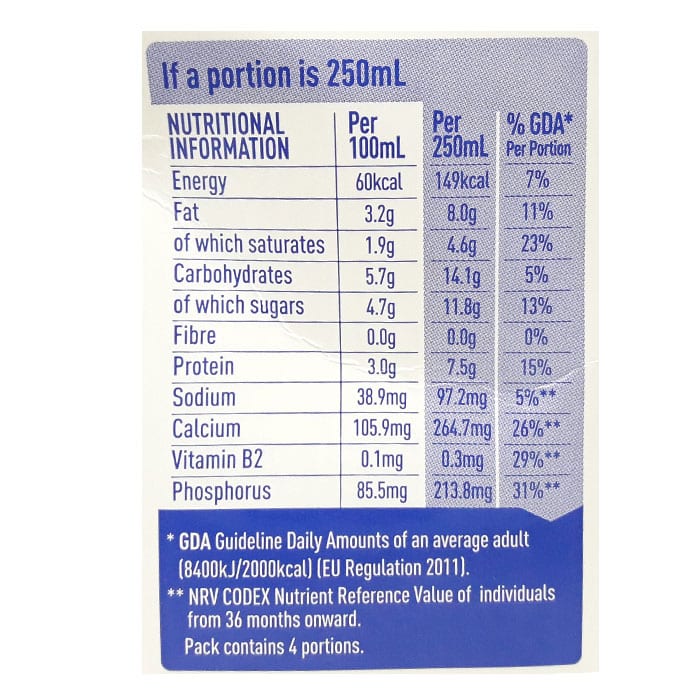 If a portion is 250mL
NUTRITIONAL INFORMATION Per 100mL Per 250mL % GDA* Per Portion
Energy 60kcal 149kcal 7%
Fat 3.2g 8.0g 11%
of which saturates 1.9g 4.6g 23%
Carbohydrates 5.7g 14.1g 5%
of which sugars 4.7g 11.8g 13%
Fibre 0.0g 0.0g 0%
Protein 3.0g 7.5g 15%
Sodium 38.9mg 97.2mg 5%**
Calcium 105.9mg 264.7mg 26%**
Vitamin B2 0.1mg 0.3mg 29%**
Phosphorus 85.5mg 213.8mg 31%**
* GDA Guideline Daily Amounts of an average adult
(8400kJ/2000kcal) (EU Regulation 2011).
** NRV CODEX Nutrient Reference Value of individuals
from 36 months onward.
Pack contains 4 portions.